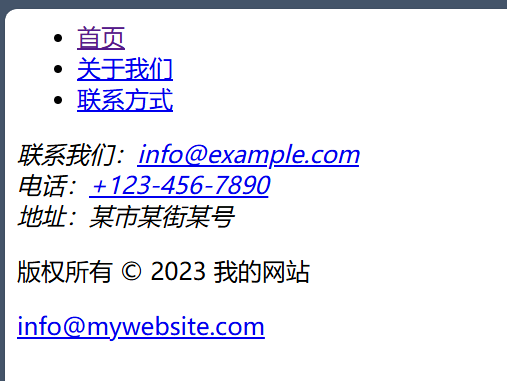 首页
关于我们
联系方式
联系我们：info@example.com
电话：+123-456-7890
地址：某市某街某号
版权所有 © 2023 我的网站
info@mywebsite.com